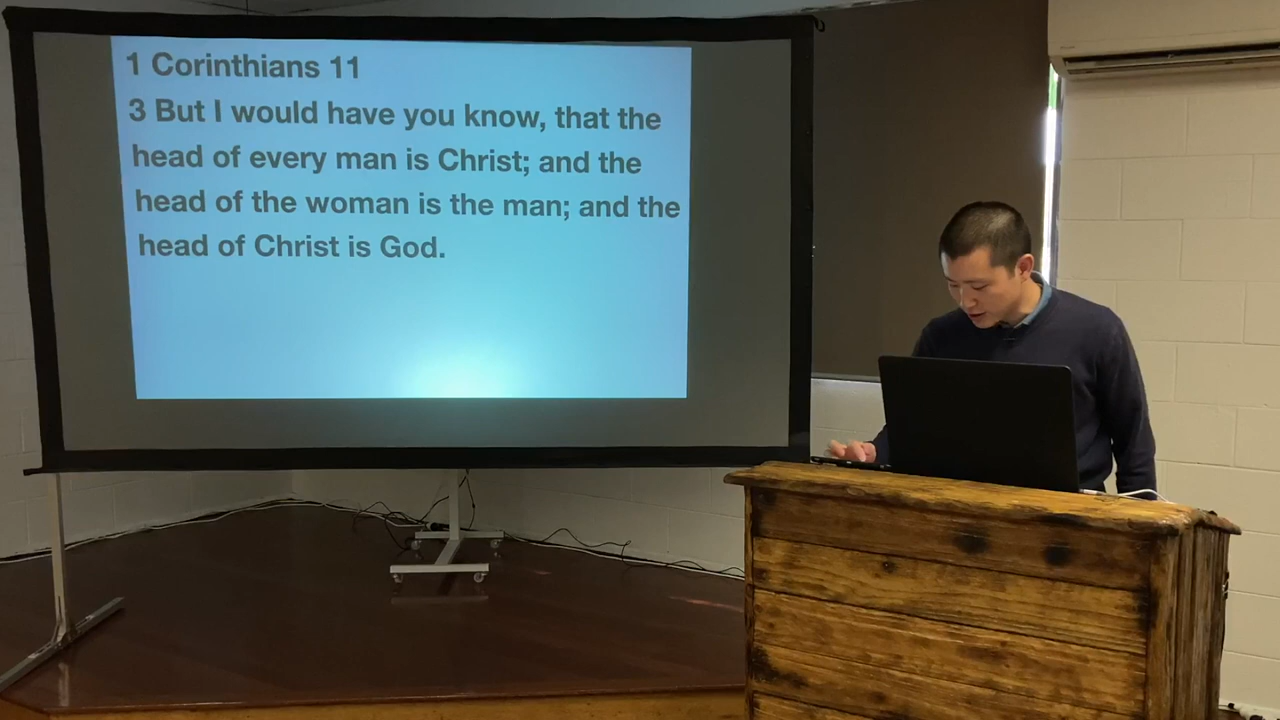 1 Corinthians 11
3 But I would have you know, that the
head of every man is Christ; and the
head of the woman is the man; and the
head of Christ is God.